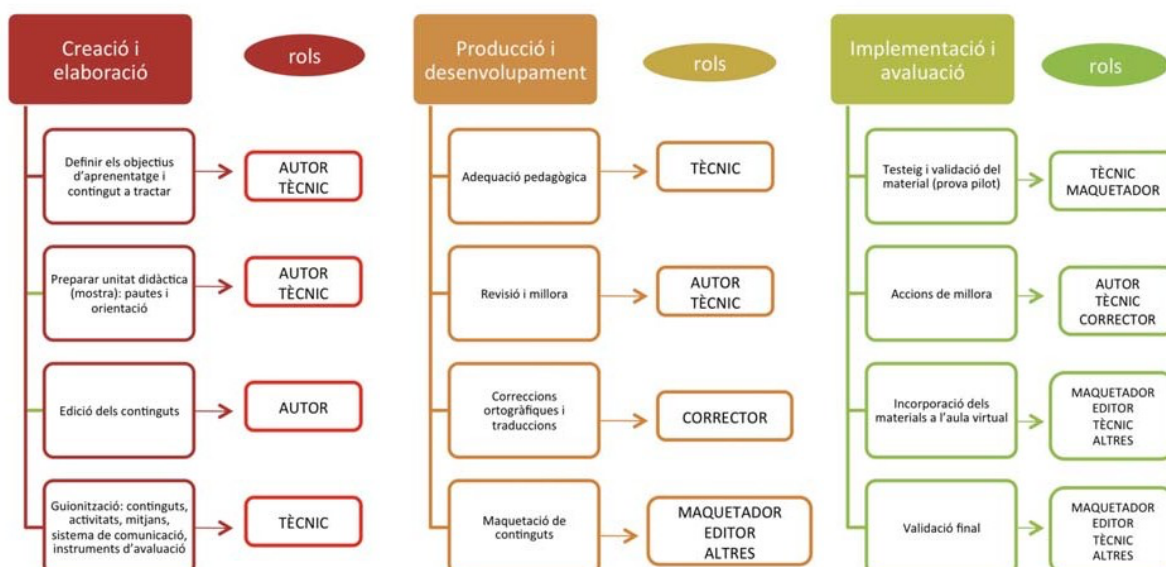 Creació i
elaboració
rols
Definir els objectius
d'aprenentatge i
contingut a tractar
AUTOR
TÈCNIC
Preparar unitat didàctica
(mostra): pautes i
orientació
AUTOR
TÈCNIC
Edició dels continguts
AUTOR
Guionització: continguts,
activitats, mitjans,
sistema de comunicació,
instruments d'avaluació
TÈCNIC
Producció i
desenvolupament
rols
Adequació pedagògica
TÈCNIC
Revisió i millora
AUTOR
TÈCNIC
Correccions
ortogràfiques i
traduccions
CORRECTOR
Maquetació de
continguts
MAQUETADOR
EDITOR
ALTRES
Implementació i
avaluació
rols
Testeig i validació del
material (prova pilot)
TÈCNIC
MAQUETADOR
Accions de millora
AUTOR
TÈCNIC
CORRECTOR
Incorporació dels
materials a l'aula virtual
MAQUETADOR
EDITOR
TÈCNIC
ALTRES
Validació final
MAQUETADOR
EDITOR
TÈCNIC
ALTRES